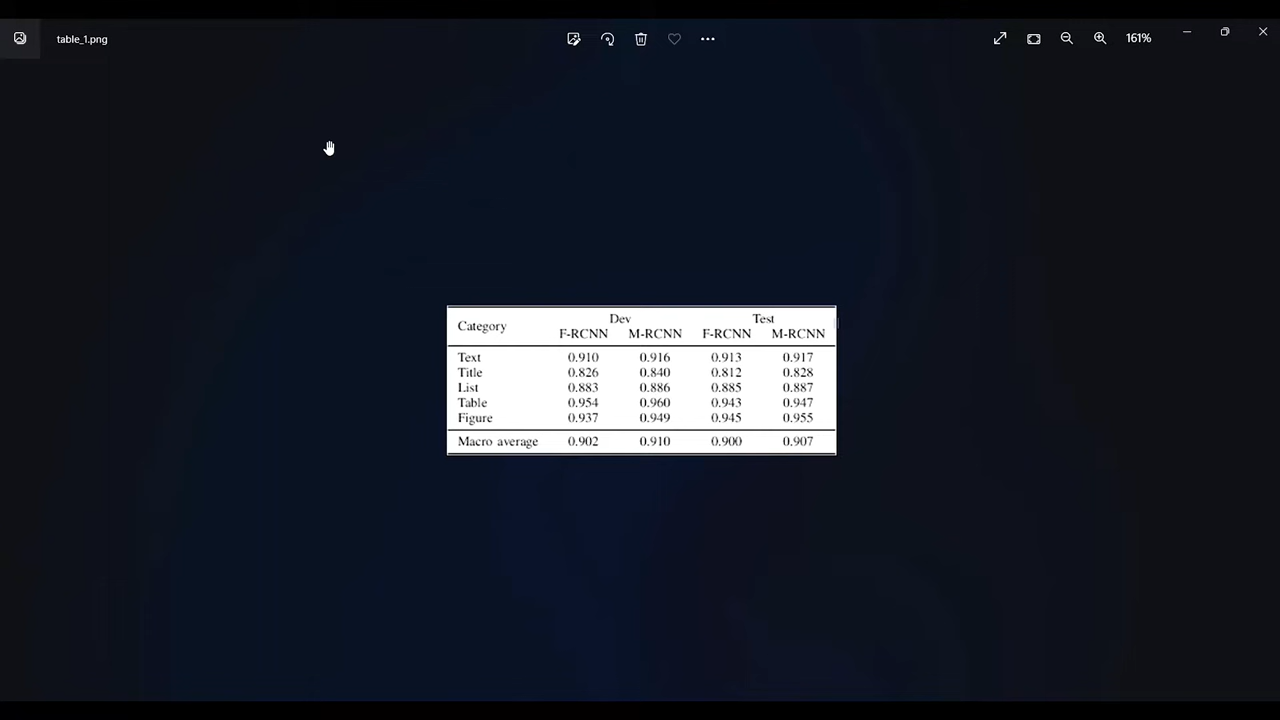 table_1.png
161%
Dev Test
Category
F-RCNN M-RCNN F-RCNN M-RCNN
Text 0.910 0.916 0.913 0.917
Title 0.826 0.840 0.812 0.828
List 0.883 0.886 0.885 0.887
Table 0.954 0.960 0.943 0.947
Figure 0.937 0.949 0.945 0.955
Macro average 0.902 0.910 0.900 0.907